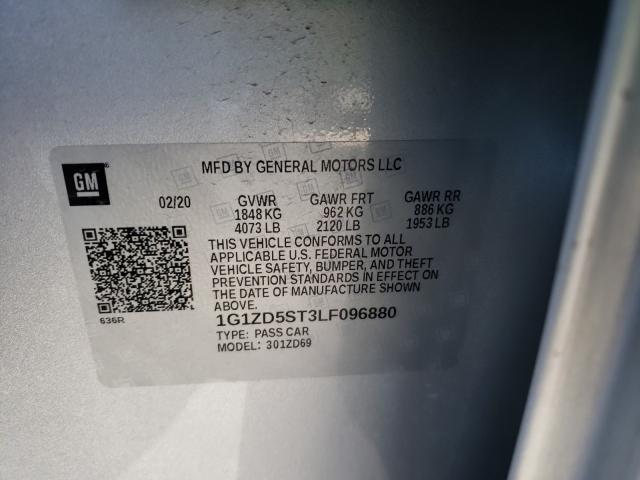 GM
MFD BY GENERAL MOTORS LLC
02/20 GVWR GAWR FRT GAWR RR
1848 KG 962 KG 886 KG
4073 LB 2120 LB 1953 LB
THIS VEHICLE CONFORMS TO ALL
APPLICABLE U.S. FEDERAL MOTOR
VEHICLE SAFETY, BUMPER, AND THEFT
PREVENTION STANDARDS IN EFFECT ON
THE DATE OF MANUFACTURE SHOWN
ABOVE.
636R
1G1ZD5ST3LF096880
TYPE: PASS CAR
MODEL: 301ZD69